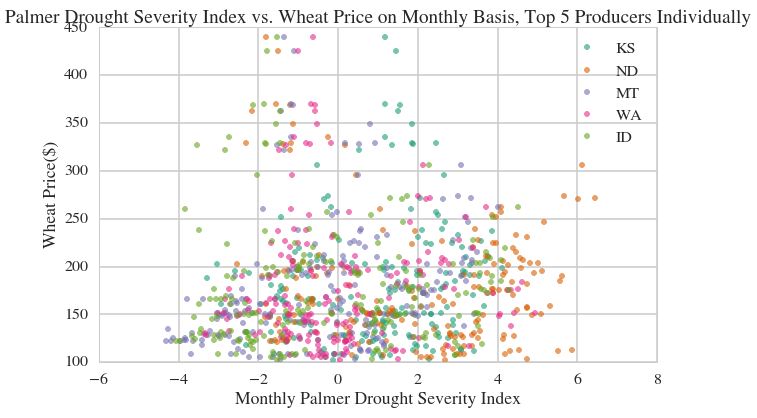 Palmer Drought Severity Index vs. Wheat Price on Monthly Basis, Top 5 Producers Individually
450
400
350
300
250
200
150
100
Wheat Price($)
KS
ND
MT
WA
ID
−6 −4 −2 0 2 4 6 8
Monthly Palmer Drought Severity Index